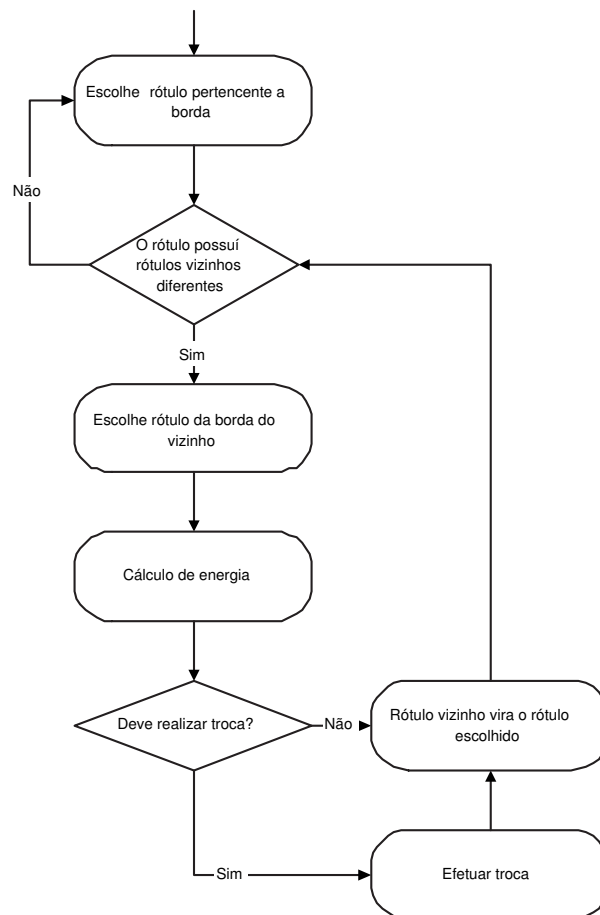 Escolhe rótulo pertencente a
borda
Não
O rótulo possuí
rótulos vizinhos
diferentes
Sim
Escolhe rótulo da borda do
vizinho
Cálculo de energia
Deve realizar troca?
Não
Rótulo vizinho vira o rótulo
escolhido
Sim
Efetuar troca